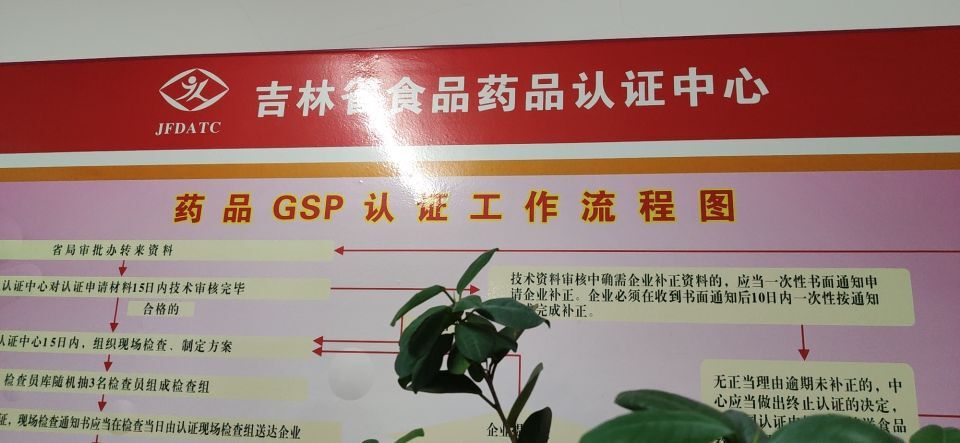 吉林省食品药品认证中心
JFDATC
药品GSP认证工作流程图
省局审批办转来资料
认证中心对认证申请材料15日内技术审核完毕
合格的
认证中心15日内，组织现场检查、制定方案
检查员库随机抽3名检查员组成检查组
证，现场检查通知书应当在检查当日由认证现场检查组送达企业
技术资料审核中确需企业补正资料的，应当一次性书面通知申
请企业补正。企业必须在收到书面通知后10日内一次性按通知
完成补正。
无正当理由逾期未补正的，中
心应当做出终止认证的决定，
认证
食品
企业